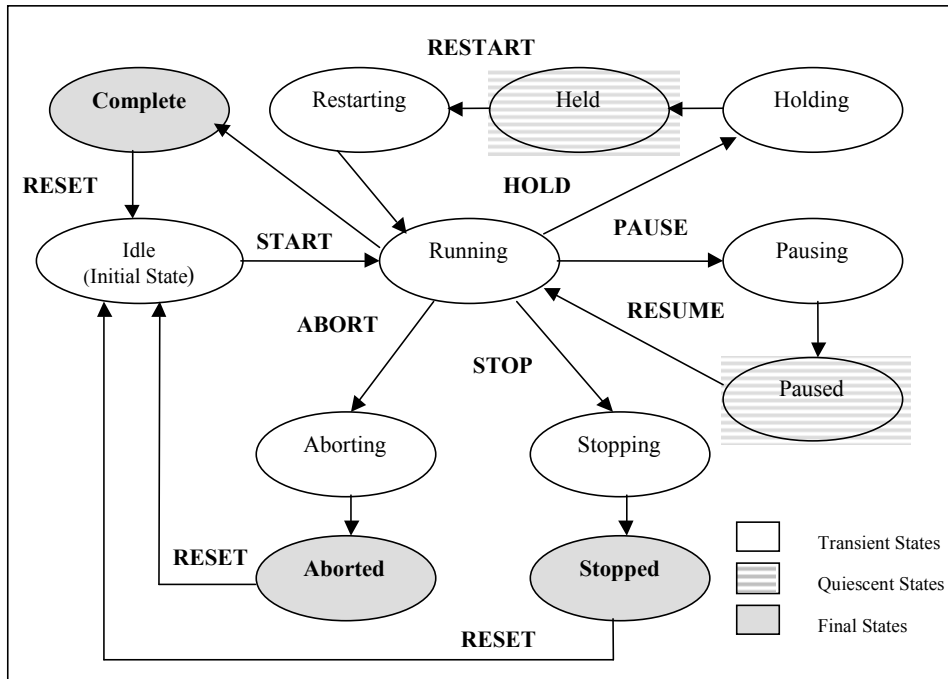 RESTART
Complete
Restarting
Held
Holding
RESET
HOLD
Idle
(Initial State)
START
Running
PAUSE
Pausing
ABORT
RESUME
STOP
Paused
Aborting
Stopping
RESET
Aborted
Stopped
Transient States
Quiescent States
Final States
RESET